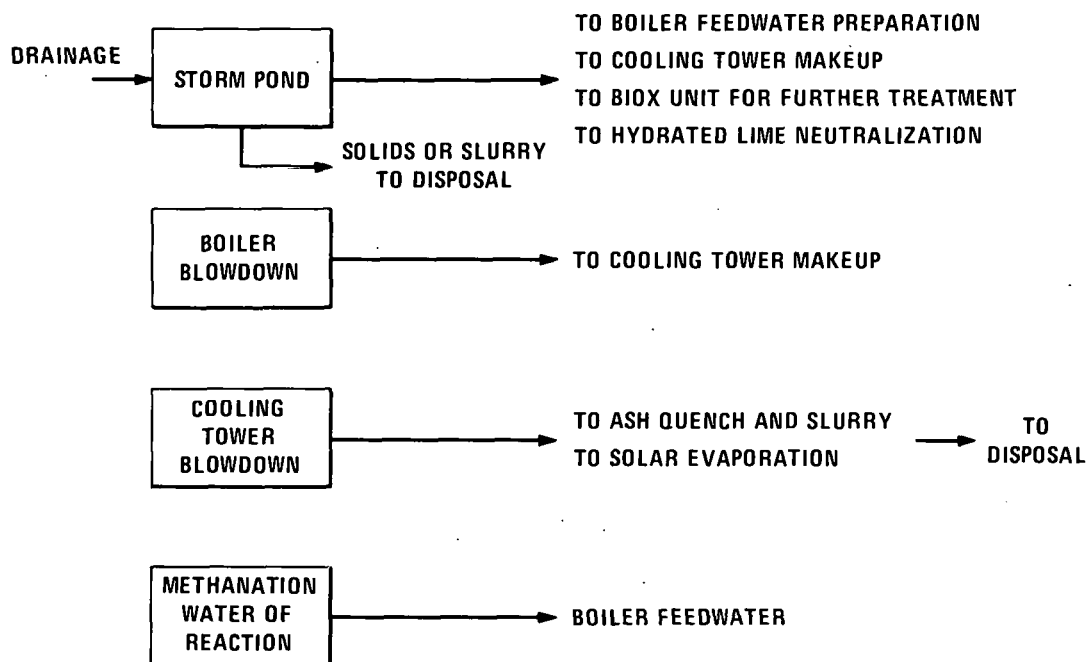 DRAINAGE
STORM POND
TO BOILER FEEDWATER PREPARATION
TO COOLING TOWER MAKEUP
TO BIOX UNIT FOR FURTHER TREATMENT
TO HYDRATED LIME NEUTRALIZATION
SOLIDS OR SLURRY
TO DISPOSAL
BOILER
BLOWDOWN
TO COOLING TOWER MAKEUP
COOLING
TOWER
BLOWDOWN
TO ASH QUENCH AND SLURRY
TO SOLAR EVAPORATION
TO
DISPOSAL
METHANATION
WATER OF
REACTION
BOILER FEEDWATER